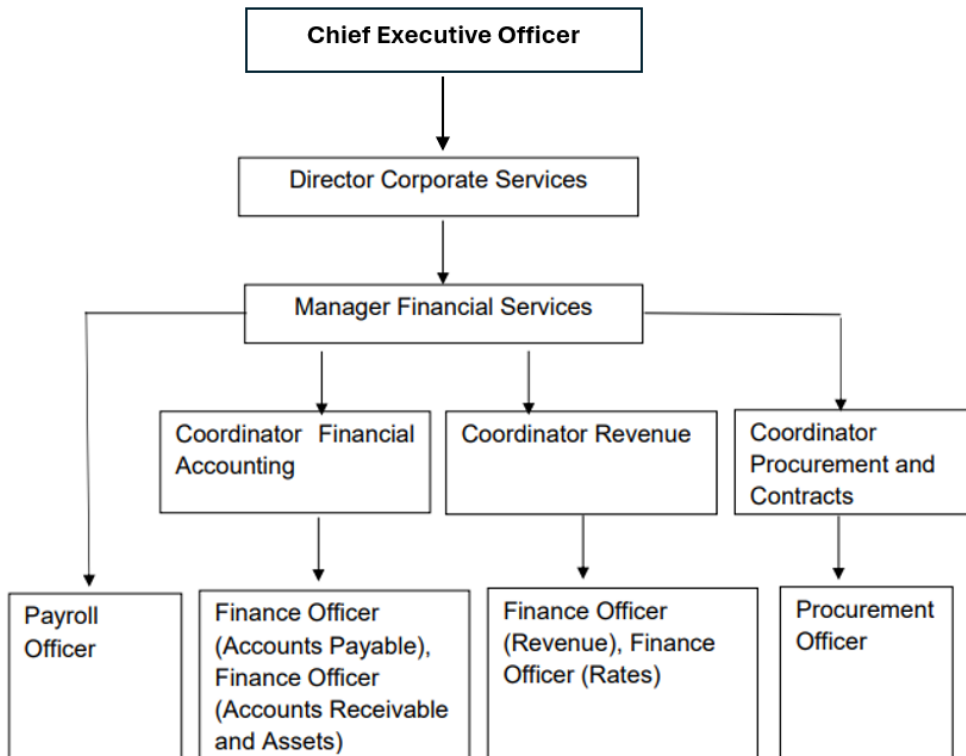 Chief Executive Officer
Director Corporate Services
Manager Financial Services
Coordinator Financial
Accounting
Coordinator Revenue
Coordinator
Procurement and
Contracts
Payroll
Officer
Finance Officer
(Accounts Payable),
Finance Officer
(Accounts Receivable
and Assets)
Finance Officer
(Revenue), Finance
Officer (Rates)
Procurement
Officer